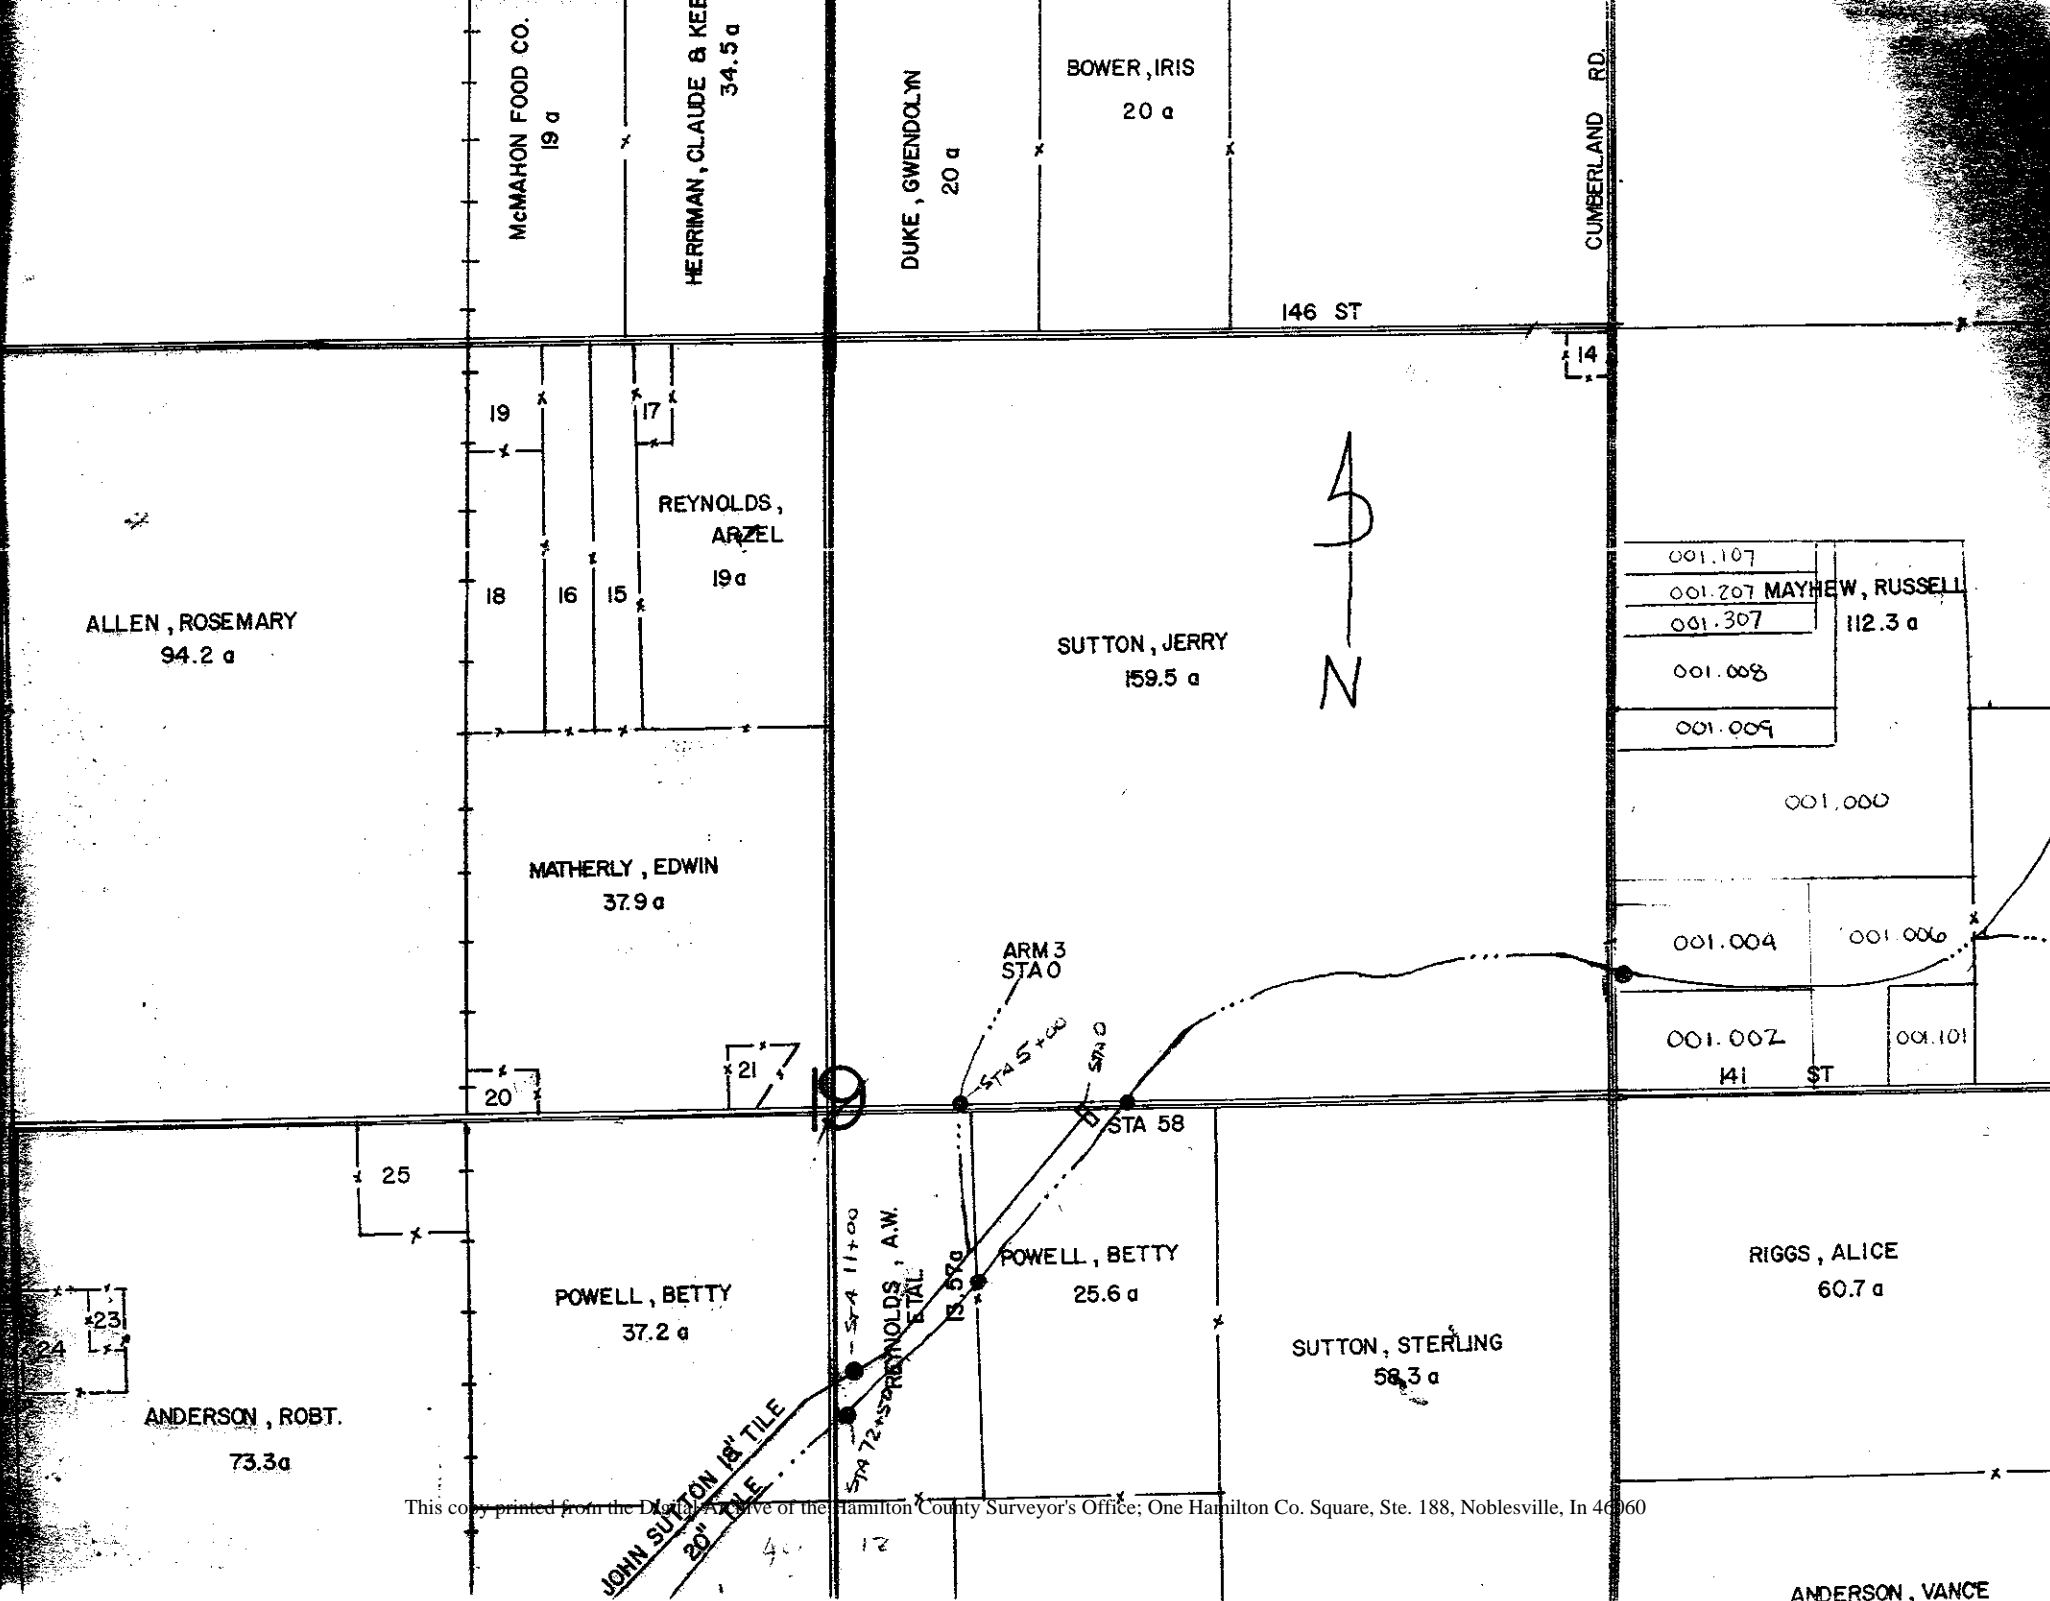 McMAHON FOOD CO.
19 a
HERRIMAN, CLAUDE &
34.5 a
DUKE, GWENDOLYN
20 a
BOWER, IRIS
20 a
CUMBERLAND RD.
146 ST
14
19
17
REYNOLDS,
ARZEL
19 a
18
16
15
ALLEN, ROSEMARY
94.2 a
SUTTON, JERRY
159.5 a
N
001.107
001.207
MAYHEW, RUSSELL
001.307
112.3 a
001.008
001.009
001.000
MATHERLY, EDWIN
37.9 a
ARM 3
STA 0
STA 5+00
STA 0
001.004
001.006
001.002
001.101
141 ST
21
20
19
STA 58
25
STA 11+00
REYNOLDS, A.W.
ETAL.
13.57a
POWELL, BETTY
25.6 a
RIGGS, ALICE
60.7 a
POWELL, BETTY
37.2 a
23
24
SUTTON, STERLING
58.3 a
ANDERSON, ROBT.
73.3a
STA 72+50
JOHN SUTTON 18" TILE
20" TILE
This copy printed from the Digital Archive of the Hamilton County Surveyor's Office; One Hamilton Co. Square, Ste. 188, Noblesville, In 46060
12
ANDERSON, VANCE